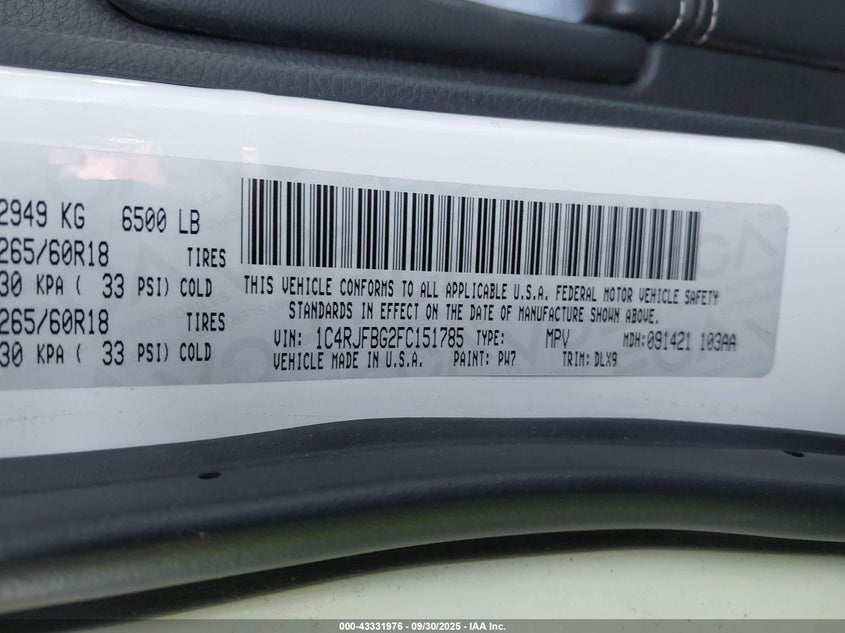 2949 KG 6500 LB
265/60R18 TIRES
30 KPA ( 33 PSI) COLD
265/60R18 TIRES
30 KPA ( 33 PSI) COLD
THIS VEHICLE CONFORMS TO ALL APPLICABLE U.S.A. FEDERAL MOTOR VEHICLE SAFETY
STANDARDS IN EFFECT ON THE DATE OF MANUFACTURE SHOWN ABOVE.
VIN: 1C4RJFBG2FC151785 TYPE: MPV MDH:091421 103AA
VEHICLE MADE IN U.S.A. PAINT: PW7 TRIM: DLX9
000-43331976 - 09/30/2025 - IAA Inc.